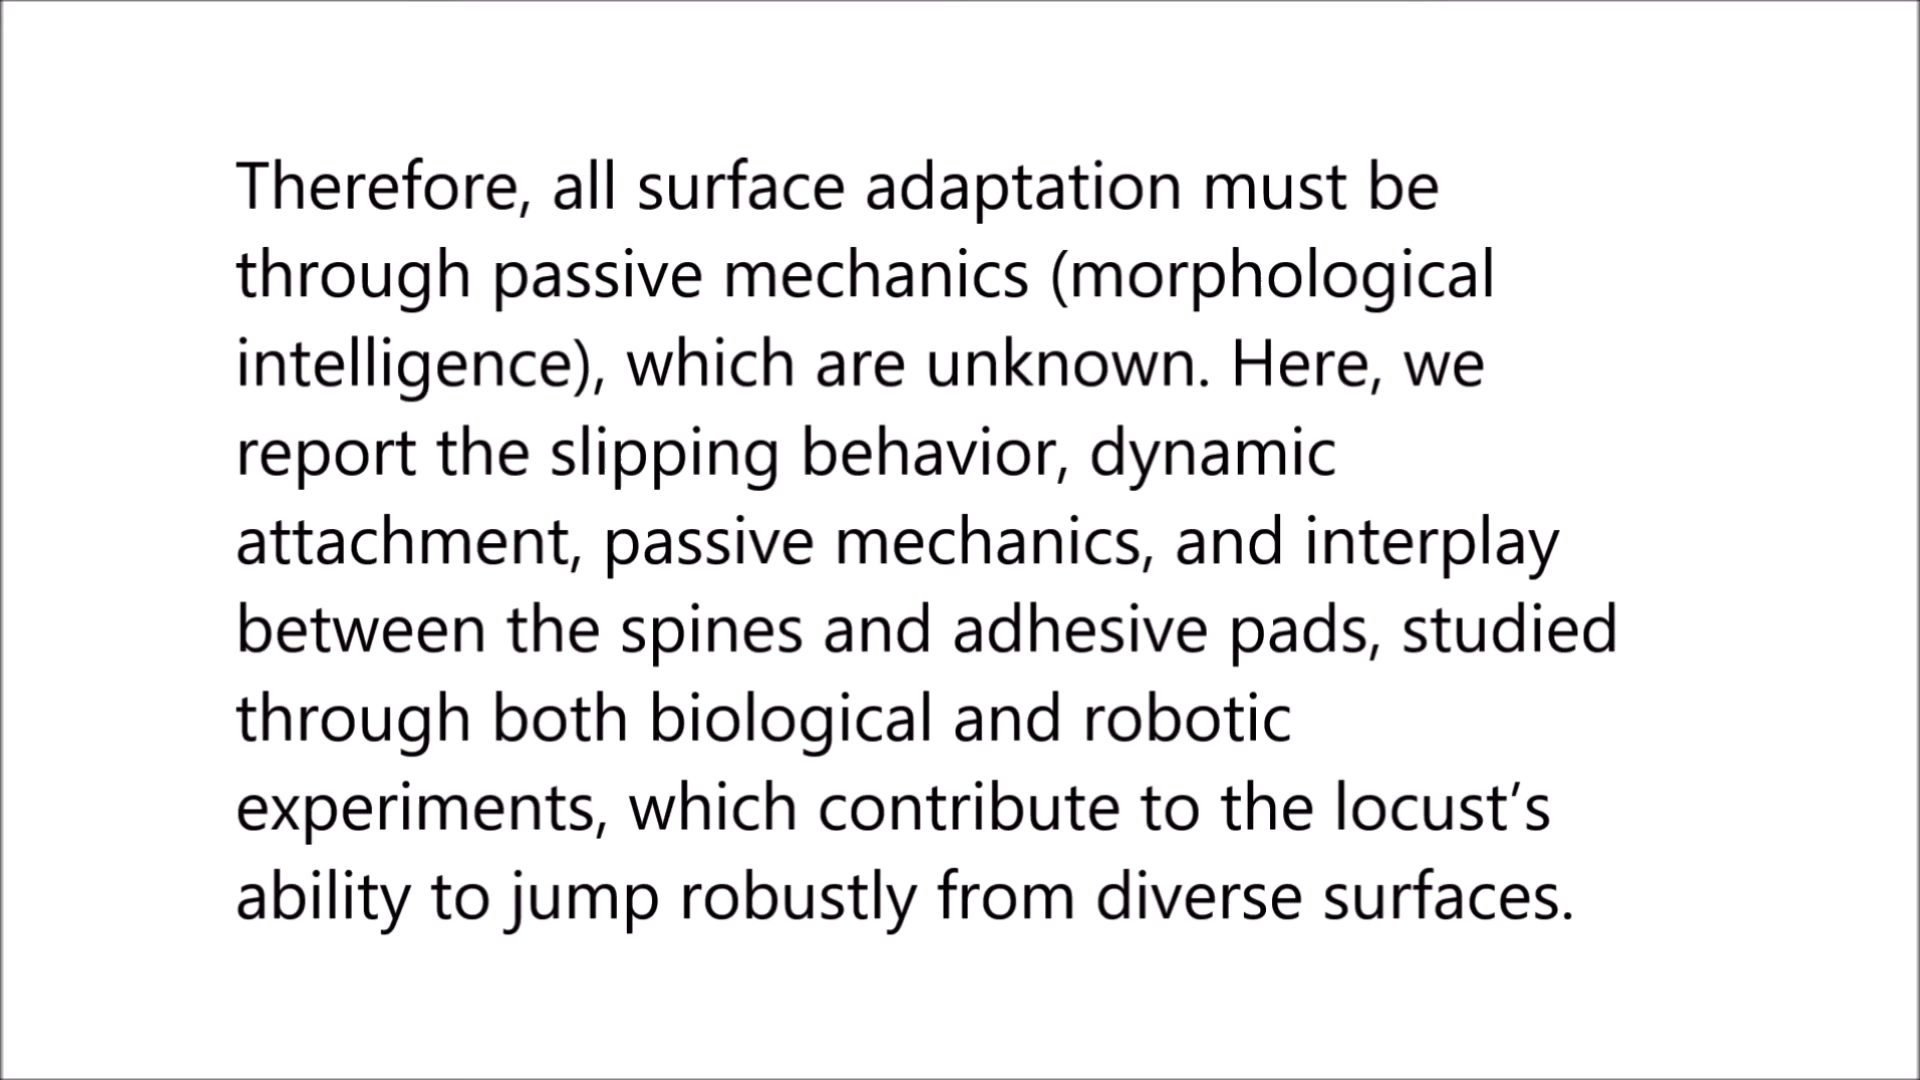 Therefore, all surface adaptation must be
through passive mechanics (morphological
intelligence), which are unknown. Here, we
report the slipping behavior, dynamic
attachment, passive mechanics, and interplay
between the spines and adhesive pads, studied
through both biological and robotic
experiments, which contribute to the locust’s
ability to jump robustly from diverse surfaces.